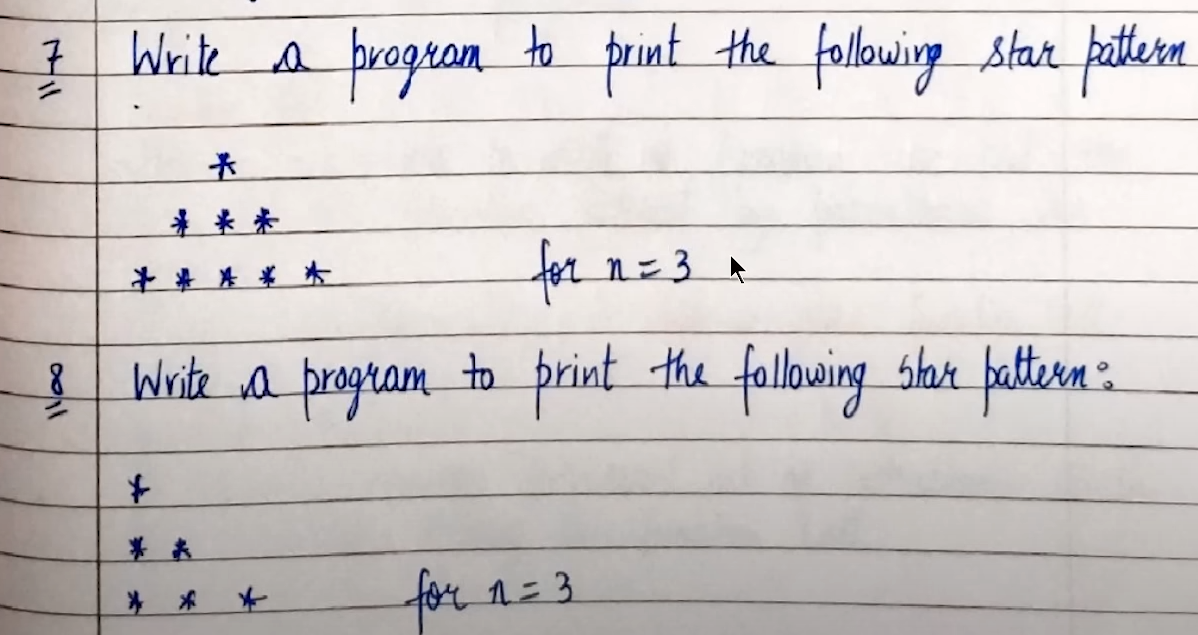 7 Write a program to print the following star pattern
*
* * *
* * * * * for n = 3
8 Write a program to print the following star pattern:
*
* *
* * * for n = 3